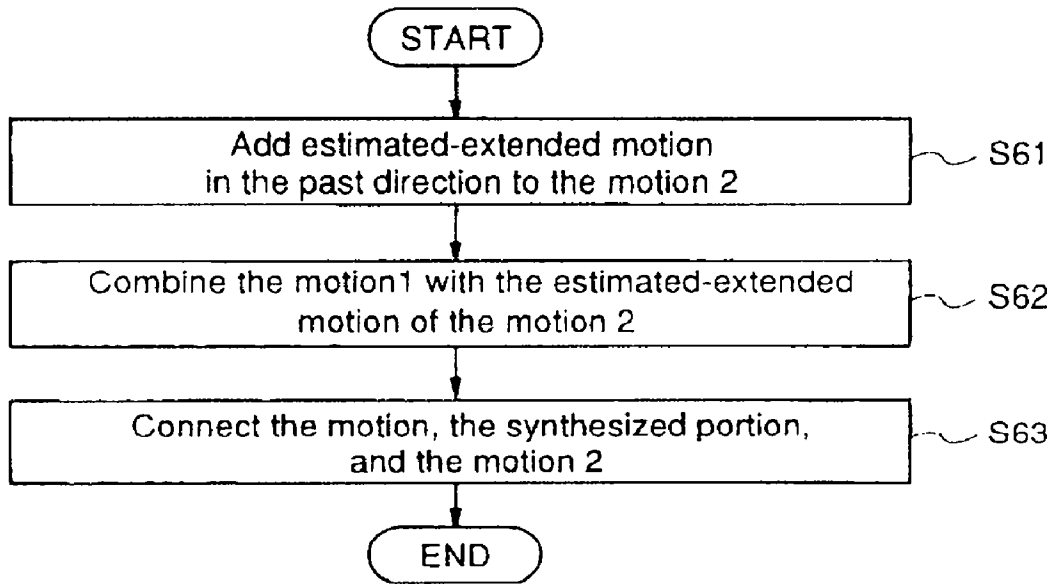 START
Add estimated-extended motion
in the past direction to the motion 2
S61
Combine the motion1 with the estimated-extended
motion of the motion 2
S62
Connect the motion, the synthesized portion,
and the motion 2
S63
END